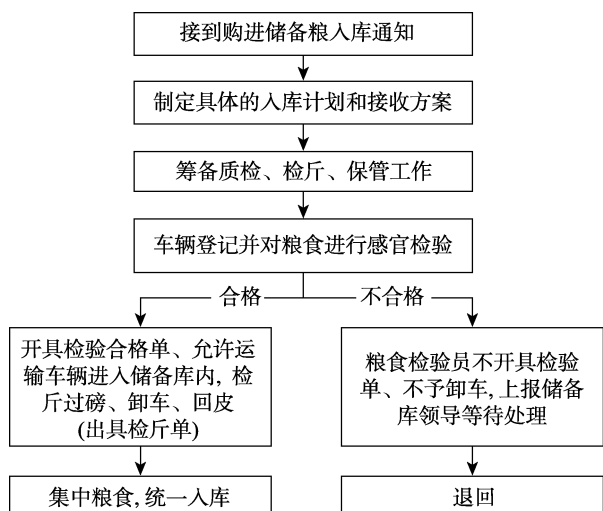 接到购进储备粮入库通知
制定具体的入库计划和接收方案
筹备质检、检斤、保管工作
车辆登记并对粮食进行感官检验
合格
不合格
开具检验合格单、允许运
输车辆进入储备库内, 检
斤过磅、卸车、回皮
(出具检斤单)
粮食检验员不开具检验
单、不予卸车, 上报储备
库领导等待处理
集中粮食, 统一入库
退回